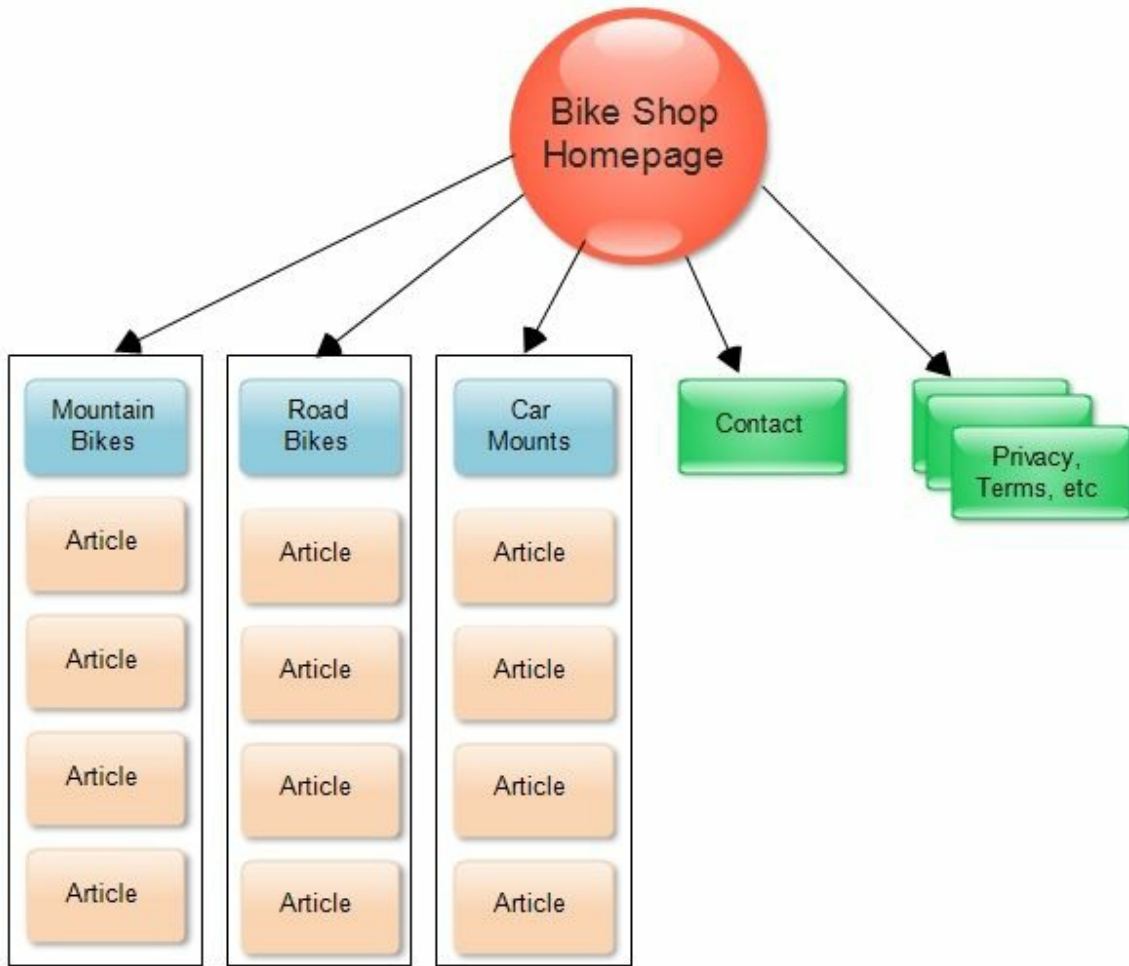 Bike Shop
Homepage
Mountain
Bikes
Article
Article
Article
Article
Road
Bikes
Article
Article
Article
Article
Car
Mounts
Article
Article
Article
Article
Contact
Privacy,
Terms, etc